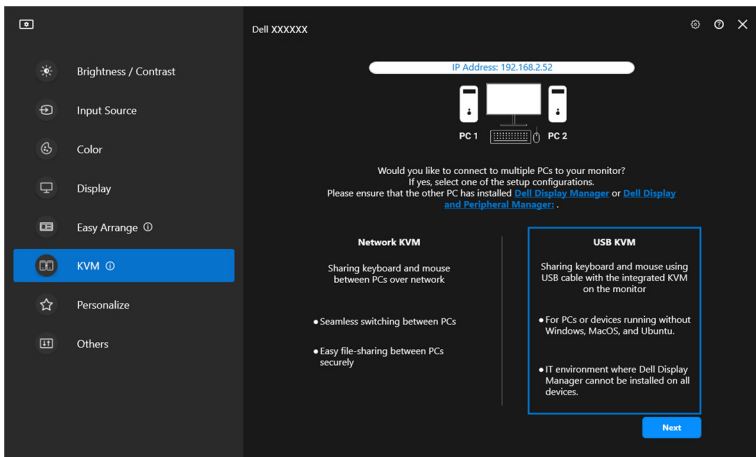 Dell XXXXXX
Brightness / Contrast
Input Source
Color
Display
Easy Arrange
KVM
Personalize
Others
IP Address: 192.168.2.52
PC 1
PC 2
Would you like to connect to multiple PCs to your monitor?
If yes, select one of the setup configurations.
Please ensure that the other PC has installed Dell Display Manager or Dell Display
and Peripheral Manager: .
Network KVM
Sharing keyboard and mouse
between PCs over network
● Seamless switching between PCs
● Easy file-sharing between PCs
securely
USB KVM
Sharing keyboard and mouse using
USB cable with the integrated KVM
on the monitor
● For PCs or devices running without
Windows, MacOS, and Ubuntu.
● IT environment where Dell Display
Manager cannot be installed on all
devices.
Next